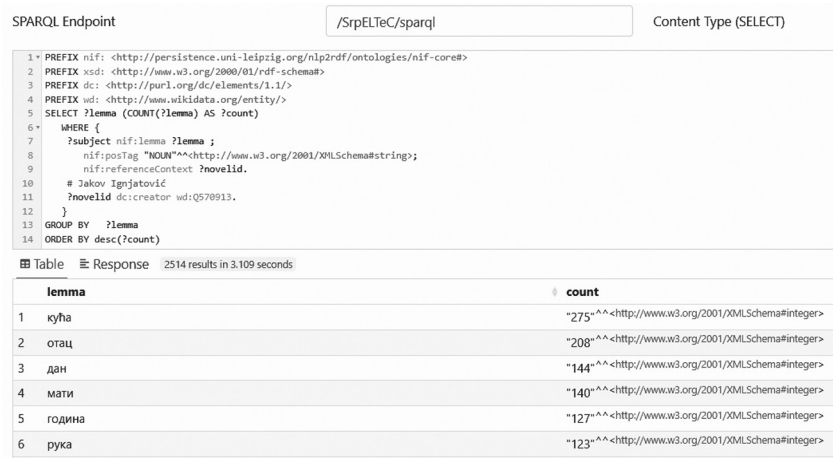 SPARQL Endpoint /SrpELTeC/sparql Content Type (SELECT)
1 PREFIX nif: <http://persistence.uni-leipzig.org/nlp2rdf/ontologies/nif-core#>
2 PREFIX xsd: <http://www.w3.org/2000/01/rdf-schema#>
3 PREFIX dc: <http://purl.org/dc/elements/1.1/>
4 PREFIX wd: <http://www.wikidata.org/entity/>
5 SELECT ?lemma (COUNT(?lemma) AS ?count)
6 WHERE {
7 ?subject nif:lemma ?lemma ;
8 nif:posTag "NOUN"^^<http://www.w3.org/2001/XMLSchema#string>;
9 nif:referenceContext ?novelid.
10 # Jakov Ignjatović
11 ?novelid dc:creator wd:Q570913.
12 }
13 GROUP BY ?lemma
14 ORDER BY desc(?count)
Table Response 2514 results in 3.109 seconds
lemma count
1 кућа "275"^^<http://www.w3.org/2001/XMLSchema#integer>
2 отац "208"^^<http://www.w3.org/2001/XMLSchema#integer>
3 дан "144"^^<http://www.w3.org/2001/XMLSchema#integer>
4 мати "140"^^<http://www.w3.org/2001/XMLSchema#integer>
5 година "127"^^<http://www.w3.org/2001/XMLSchema#integer>
6 рука "123"^^<http://www.w3.org/2001/XMLSchema#integer>